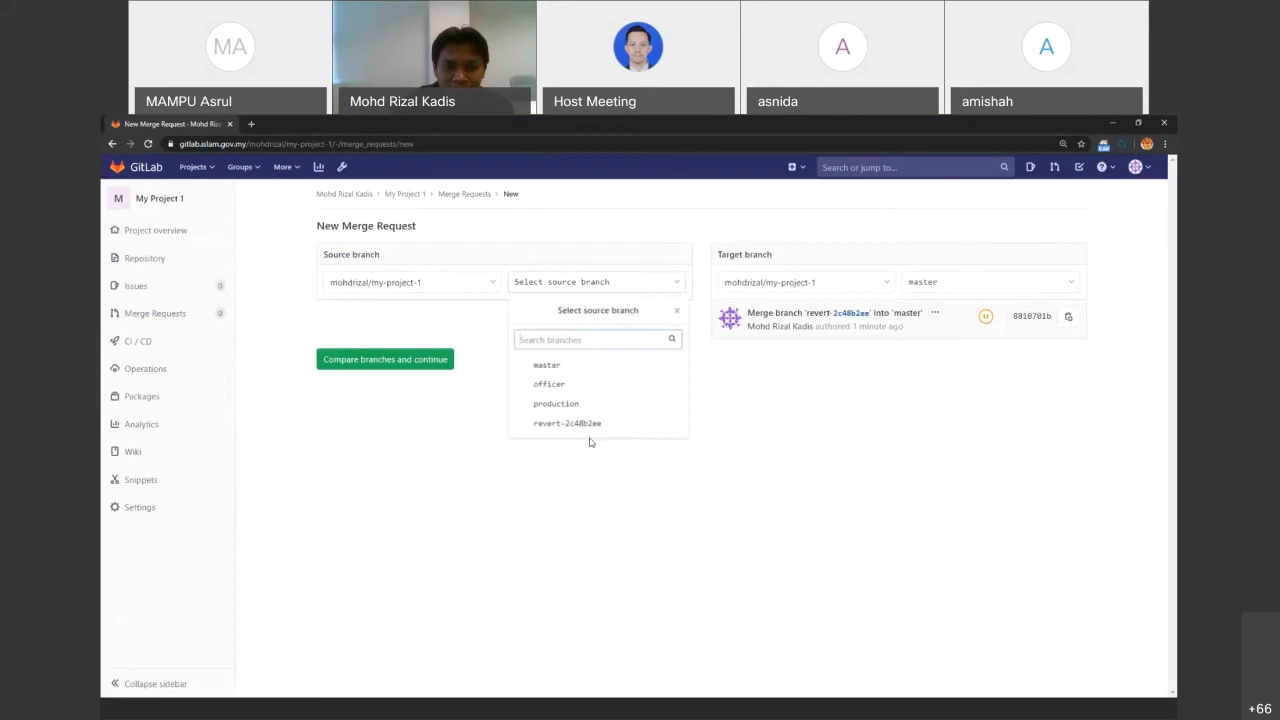 MA
A
A
MAMPU Asrul
Mohd Rizal Kadis
Host Meeting
asnida
amishah
New Merge Request · Mohd Riz
gitlab.islam.gov.my/mohdrizal/my-project-1/-/merge_requests/new
GitLab
Projects
Groups
More
Search or jump to...
M
My Project 1
Mohd Rizal Kadis > My Project 1 > Merge Requests > New
Project overview
Repository
Issues 0
Merge Requests 0
CI / CD
Operations
Packages
Analytics
Wiki
Snippets
Settings
Collapse sidebar
New Merge Request
Source branch
mohdrizal/my-project-1
Select source branch
Select source branch
Search branches
master
officer
production
revert-2c48b2ee
Compare branches and continue
Target branch
mohdrizal/my-project-1
master
Merge branch 'revert-2c48b2ee' into 'master'
Mohd Rizal Kadis authored 1 minute ago
8810701b
+66